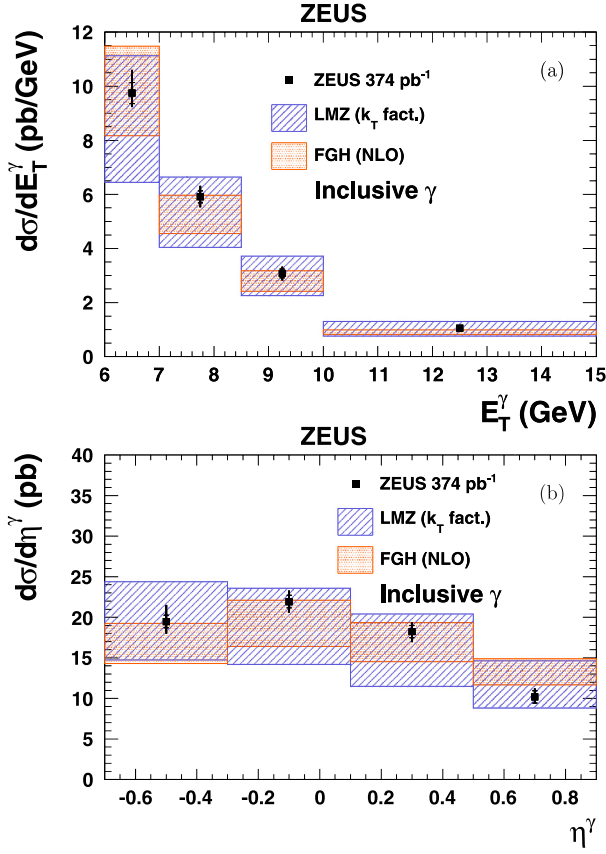 ZEUS
dσ/dE_T^γ (pb/GeV)
12
10
8
6
4
2
0
(a)
ZEUS 374 pb⁻¹
LMZ (k_T fact.)
FGH (NLO)
Inclusive γ
6 7 8 9 10 11 12 13 14 15
E_T^γ (GeV)
ZEUS
dσ/dη^γ (pb)
40
35
30
25
20
15
10
5
0
(b)
ZEUS 374 pb⁻¹
LMZ (k_T fact.)
FGH (NLO)
Inclusive γ
-0.6 -0.4 -0.2 0 0.2 0.4 0.6 0.8
η^γ